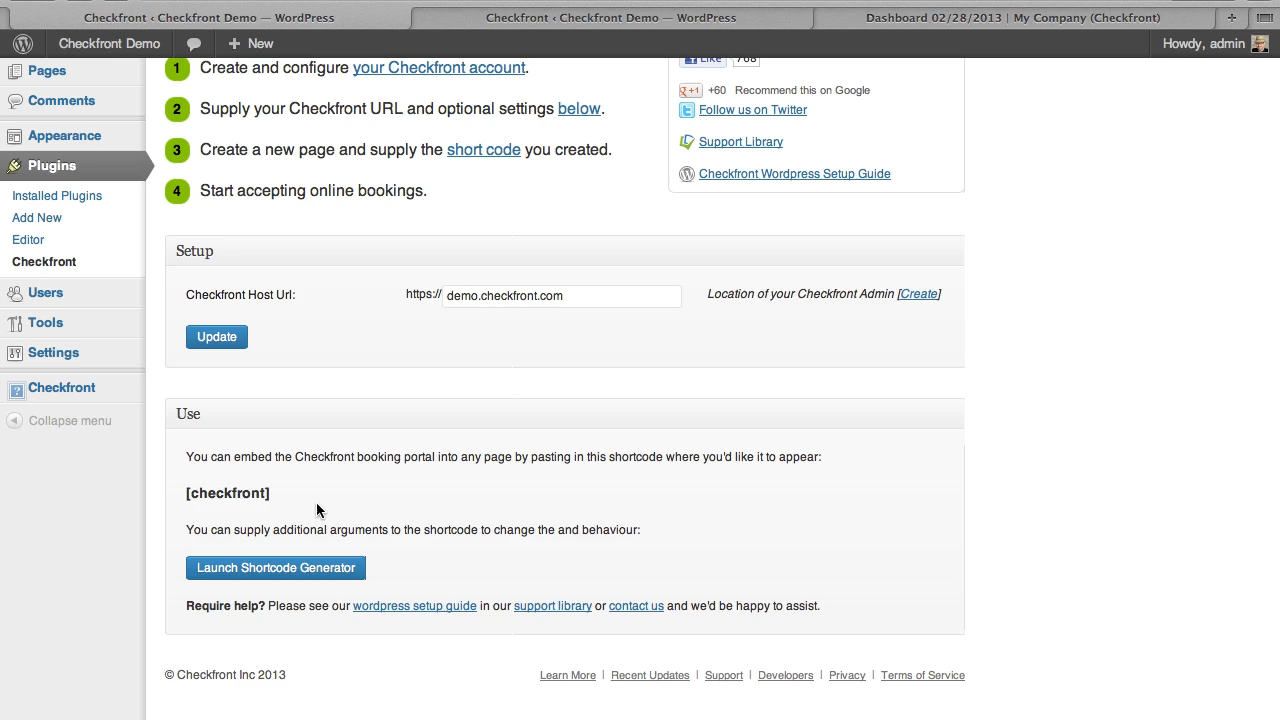 Checkfront ‹ Checkfront Demo — WordPress
Checkfront ‹ Checkfront Demo — WordPress
Dashboard 02/28/2013 | My Company (Checkfront)
Checkfront Demo
+ New
Howdy, admin
Pages
Comments
Appearance
Plugins
Installed Plugins
Add New
Editor
Checkfront
Users
Tools
Settings
Checkfront
Collapse menu
1 Create and configure your Checkfront account.
2 Supply your Checkfront URL and optional settings below.
3 Create a new page and supply the short code you created.
4 Start accepting online bookings.
Like 768
+1 +60 Recommend this on Google
Follow us on Twitter
Support Library
Checkfront Wordpress Setup Guide
Setup
Checkfront Host Url: https:// demo.checkfront.com Location of your Checkfront Admin [Create]
Update
Use
You can embed the Checkfront booking portal into any page by pasting in this shortcode where you'd like it to appear:
[checkfront]
You can supply additional arguments to the shortcode to change the and behaviour:
Launch Shortcode Generator
Require help? Please see our wordpress setup guide in our support library or contact us and we'd be happy to assist.
© Checkfront Inc 2013
Learn More | Recent Updates | Support | Developers | Privacy | Terms of Service